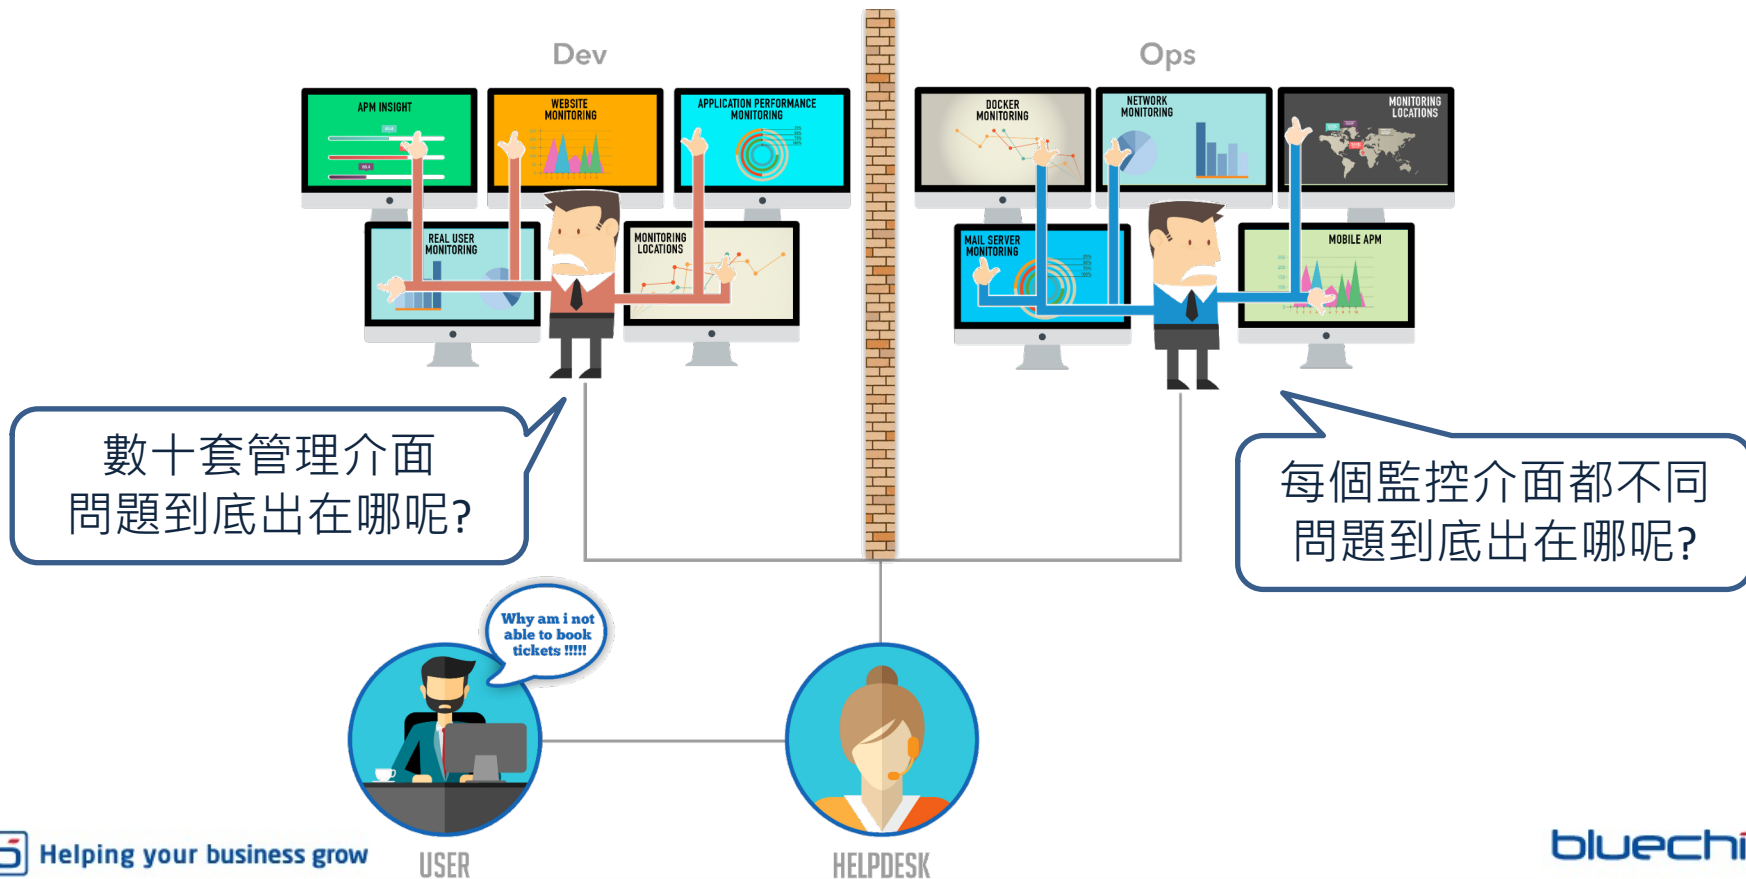 Dev
Ops
APM INSIGHT
WEBSITE
MONITORING
APPLICATION PERFORMANCE
MONITORING
REAL USER
MONITORING
MONITORING
LOCATIONS
DOCKER
MONITORING
NETWORK
MONITORING
MONITORING
LOCATIONS
MAIL SERVER
MONITORING
MOBILE APM
數十套管理介面
問題到底出在哪呢?
每個監控介面都不同
問題到底出在哪呢?
Why am i not
able to book
tickets !!!!!
USER
HELPDESK
Helping your business grow
bluechi